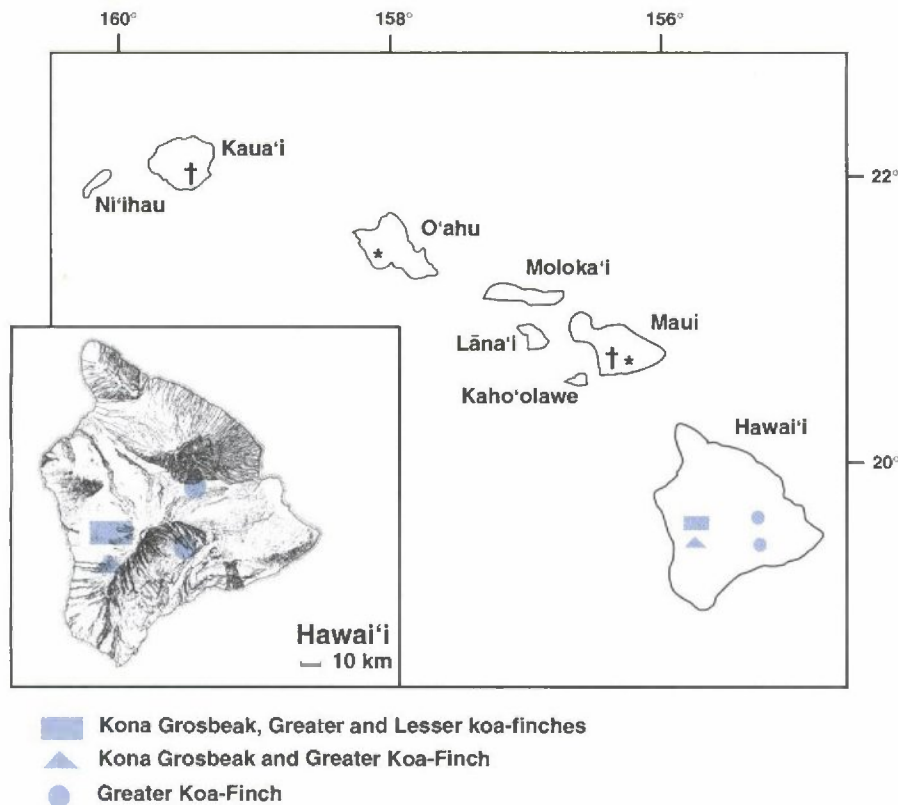 160°
158°
156°
Kaua‘i
†
Ni‘ihau
22°
O‘ahu
*
Moloka‘i
Maui
Lāna‘i
† *
Kaho‘olawe
Hawai‘i
20°
Hawai‘i
10 km
Kona Grosbeak, Greater and Lesser koa-finches
Kona Grosbeak and Greater Koa-Finch
Greater Koa-Finch